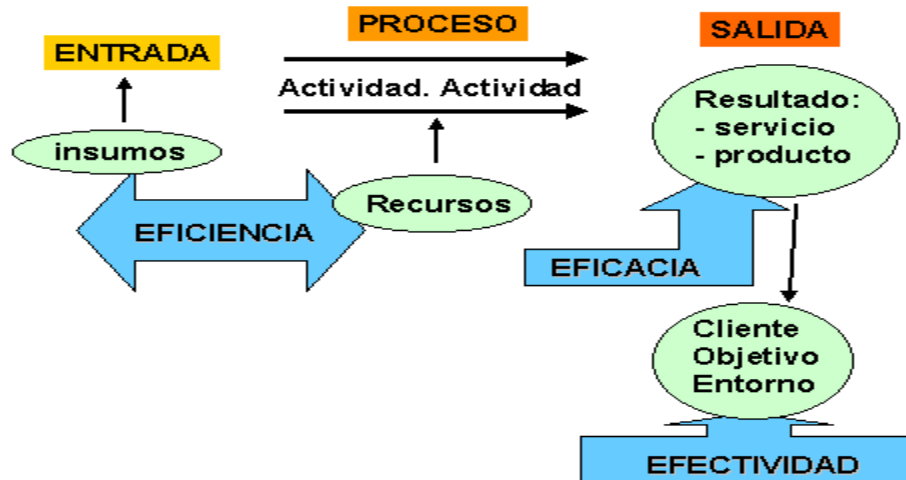 PROCESO
ENTRADA
SALIDA
Actividad. Actividad
insumos
Resultado:
- servicio
- producto
Recursos
EFICIENCIA
EFICACIA
Cliente
Objetivo
Entorno
EFECTIVIDAD